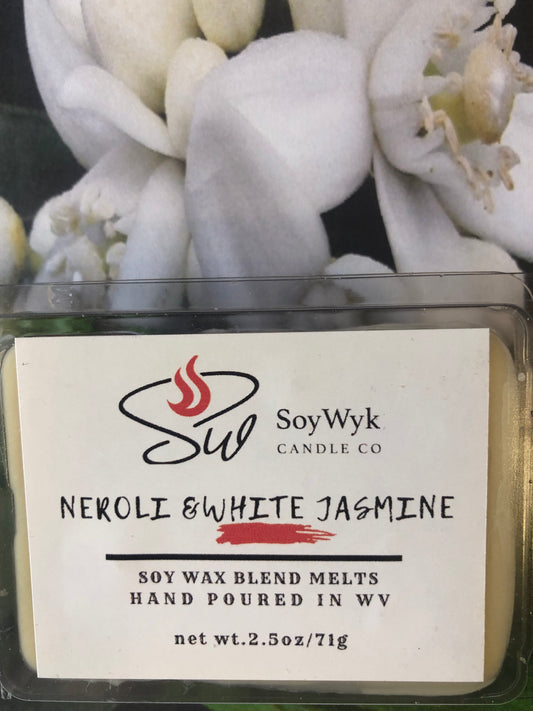 Sw
SoyWyk
CANDLE CO
NEROLI &WHITE JASMINE
SOY WAX BLEND MELTS
HAND POURED IN WV
net wt.2.5oz/71g